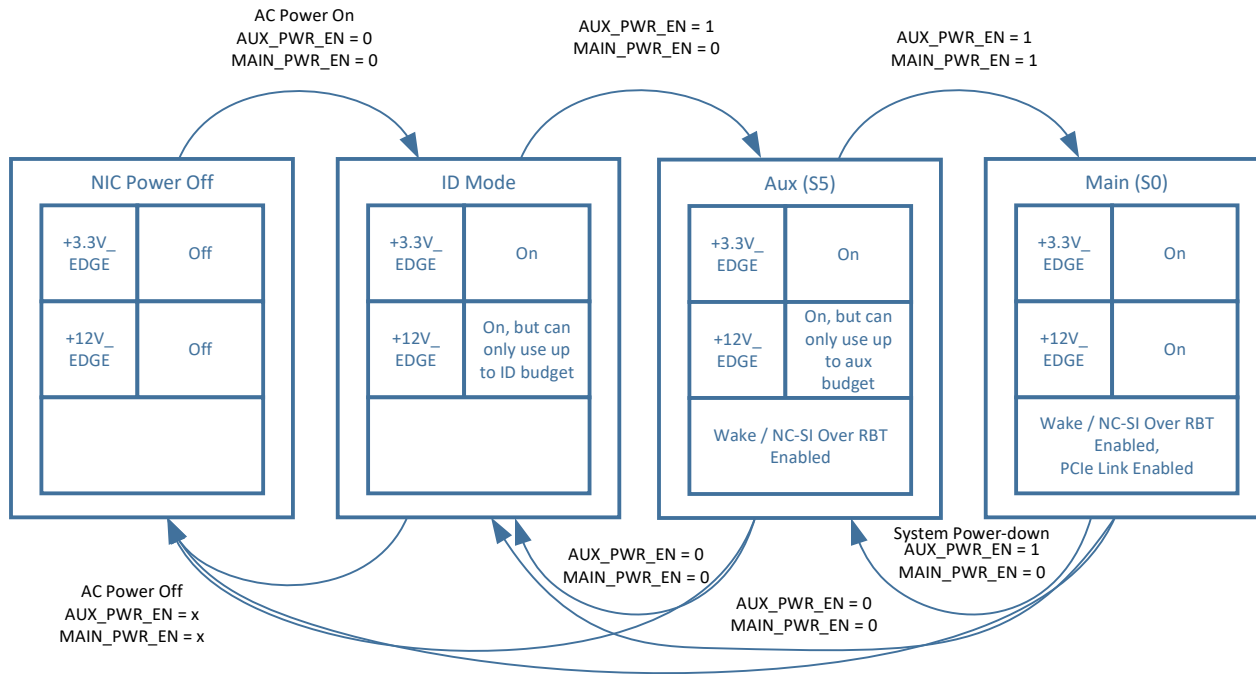 AC Power On
AUX_PWR_EN = 0
MAIN_PWR_EN = 0
AUX_PWR_EN = 1
MAIN_PWR_EN = 0
AUX_PWR_EN = 1
MAIN_PWR_EN = 1
NIC Power Off
+3.3V_
EDGE
Off
+12V_
EDGE
Off
ID Mode
+3.3V_
EDGE
On
+12V_
EDGE
On, but can
only use up
to ID budget
Aux (S5)
+3.3V_
EDGE
On
+12V_
EDGE
On, but can
only use up
to aux
budget
Wake / NC-SI Over RBT
Enabled
Main (S0)
+3.3V_
EDGE
On
+12V_
EDGE
On
Wake / NC-SI Over RBT
Enabled,
PCIe Link Enabled
AC Power Off
AUX_PWR_EN = x
MAIN_PWR_EN = x
AUX_PWR_EN = 0
MAIN_PWR_EN = 0
System Power-down
AUX_PWR_EN = 1
MAIN_PWR_EN = 0
AUX_PWR_EN = 0
MAIN_PWR_EN = 0